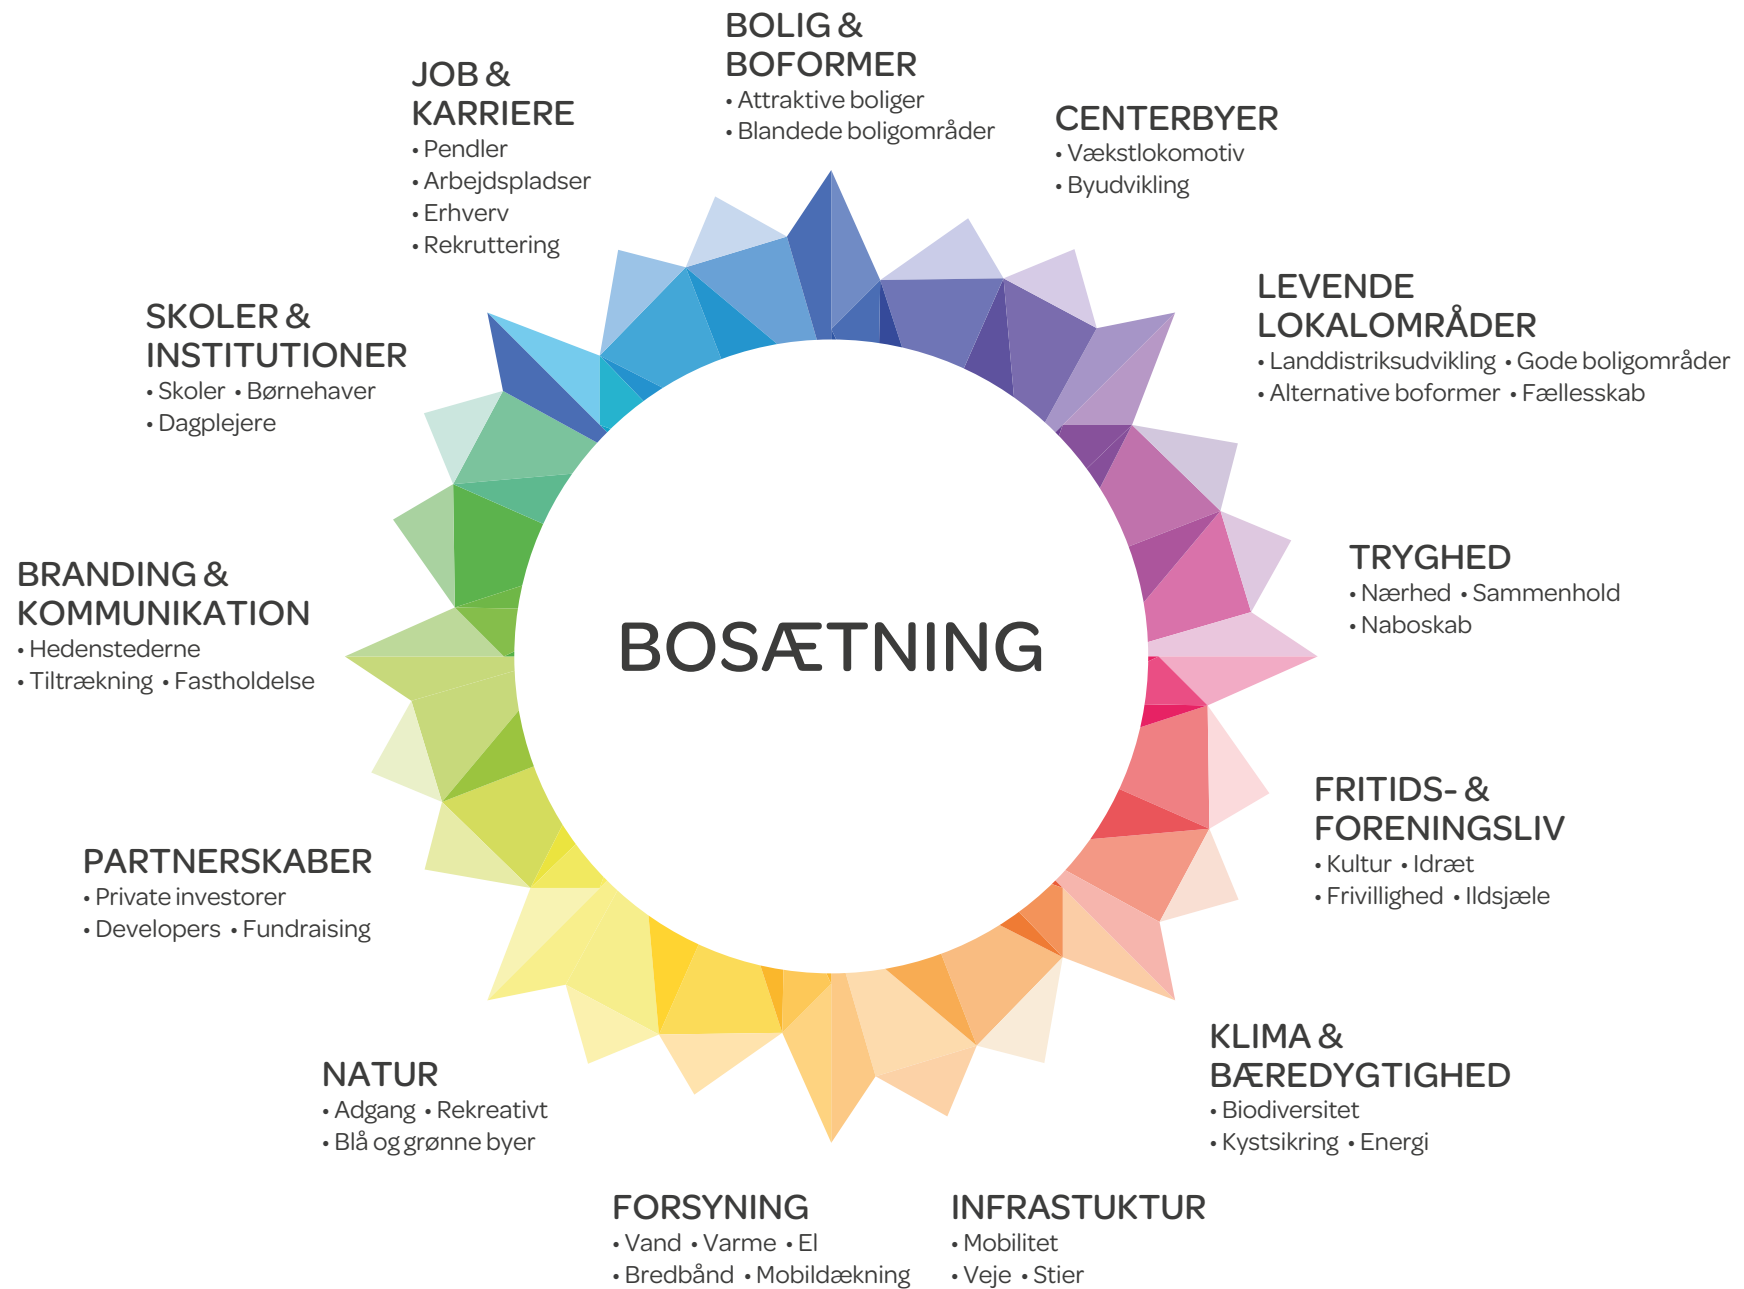 BOLIG &
BOFORMER
• Attraktive boliger
• Blandede boligområder
JOB &
KARRIERE
• Pendler
• Arbejdspladser
• Erhverv
• Rekruttering
CENTERBYER
• Vækstlokomotiv
• Byudvikling
LEVENDE
LOKALOMRÅDER
• Landdistriksudvikling • Gode boligområder
• Alternative boformer • Fællesskab
SKOLER &
INSTITUTIONER
• Skoler • Børnehaver
• Dagplejere
TRYGHED
• Nærhed • Sammenhold
• Naboskab
BRANDING &
KOMMUNIKATION
• Hedenstederne
• Tiltrækning • Fastholdelse
BOSÆTNING
FRITIDS- &
FORENINGSLIV
• Kultur • Idræt
• Frivillighed • Ildsjæle
PARTNERSKABER
• Private investorer
• Developers • Fundraising
KLIMA &
BÆREDYGTIGHED
• Biodiversitet
• Kystsikring • Energi
NATUR
• Adgang • Rekreativt
• Blå og grønne byer
FORSYNING
• Vand • Varme • El
• Bredbånd • Mobildækning
INFRASTUKTUR
• Mobilitet
• Veje • Stier